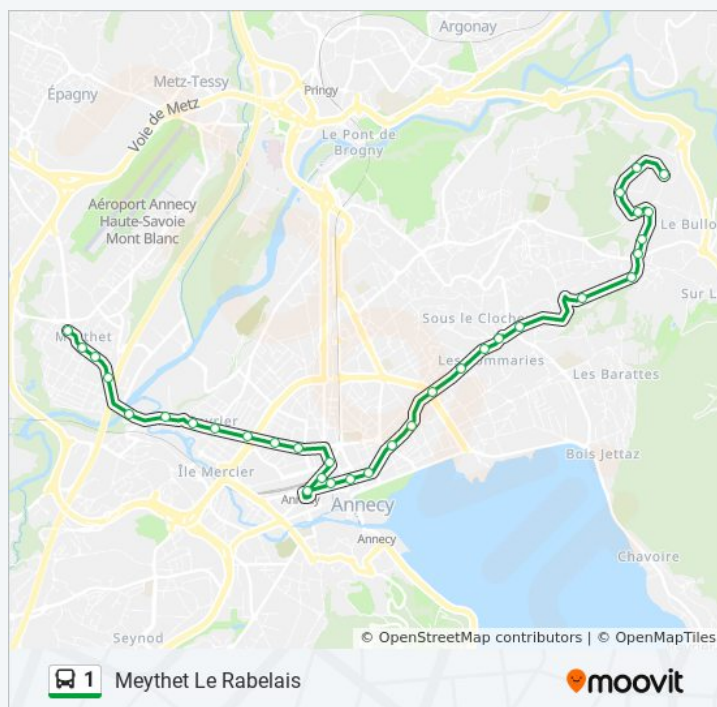 Argonay
Metz-Tessy
Épagny
Pringy
Voie de Metz
Le Pont de
Brogny
Aéroport Annecy
Haute-Savoie
Mont Blanc
Le Bullo
Sur L
Sous le Clocher
Meythet
Les Sommaries
Les Barattes
Île Mercier
Bois Jettaz
Annecy
Annecy
Chavoire
Seynod
© OpenStreetMap contributors | © OpenMapTiles
1 Meythet Le Rabelais
moovit